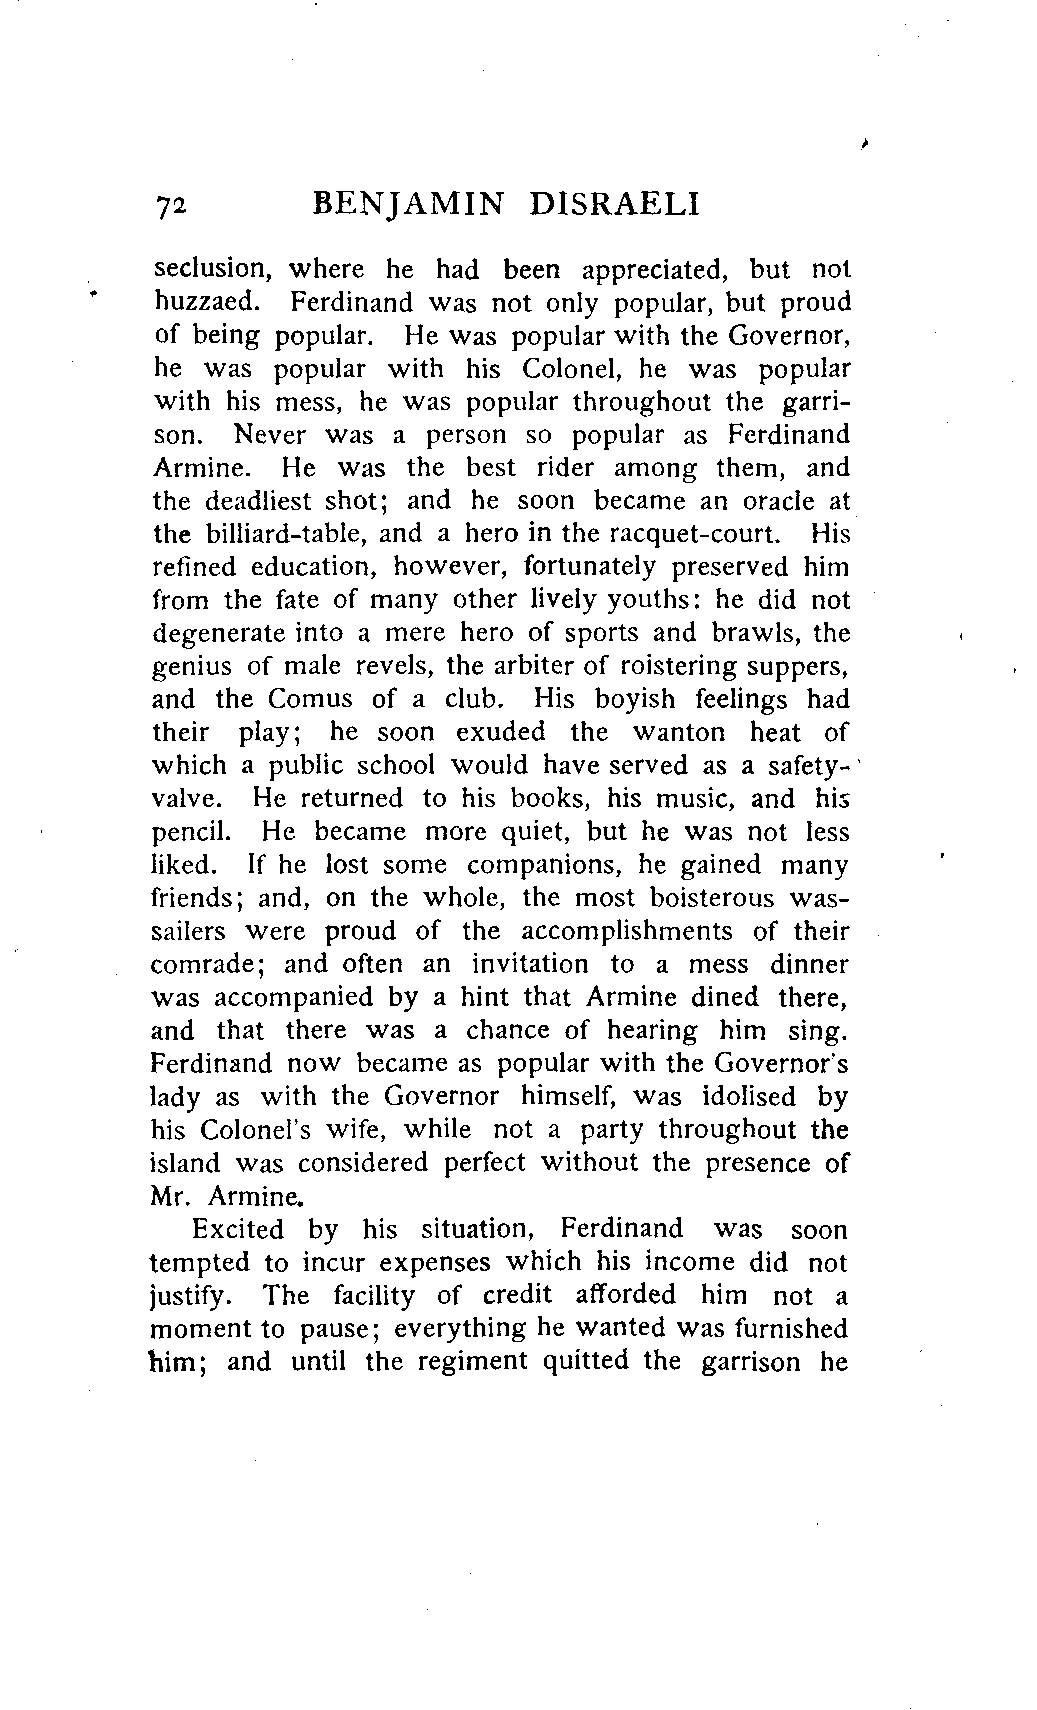 72 BENJAMIN DISRAELI
seclusion, where he had been appreciated, but not
huzzaed. Ferdinand was not only popular, but proud
of being popular. He was popular with the Governor,
he was popular with his Colonel, he was popular
with his mess, he was popular throughout the garri-
son. Never was a person so popular as Ferdinand
Armine. He was the best rider among them, and
the deadliest shot; and he soon became an oracle at
the billiard-table, and a hero in the racquet-court. His
refined education, however, fortunately preserved him
from the fate of many other lively youths: he did not
degenerate into a mere hero of sports and brawls, the
genius of male revels, the arbiter of roistering suppers,
and the Comus of a club. His boyish feelings had
their play; he soon exuded the wanton heat of
which a public school would have served as a safety-
valve. He returned to his books, his music, and his
pencil. He became more quiet, but he was not less
liked. If he lost some companions, he gained many
friends; and, on the whole, the most boisterous was-
sailers were proud of the accomplishments of their
comrade; and often an invitation to a mess dinner
was accompanied by a hint that Armine dined there,
and that there was a chance of hearing him sing.
Ferdinand now became as popular with the Governor's
lady as with the Governor himself, was idolised by
his Colonel's wife, while not a party throughout the
island was considered perfect without the presence of
Mr. Armine.
Excited by his situation, Ferdinand was soon
tempted to incur expenses which his income did not
justify. The facility of credit afforded him not a
moment to pause; everything he wanted was furnished
him; and until the regiment quitted the garrison he